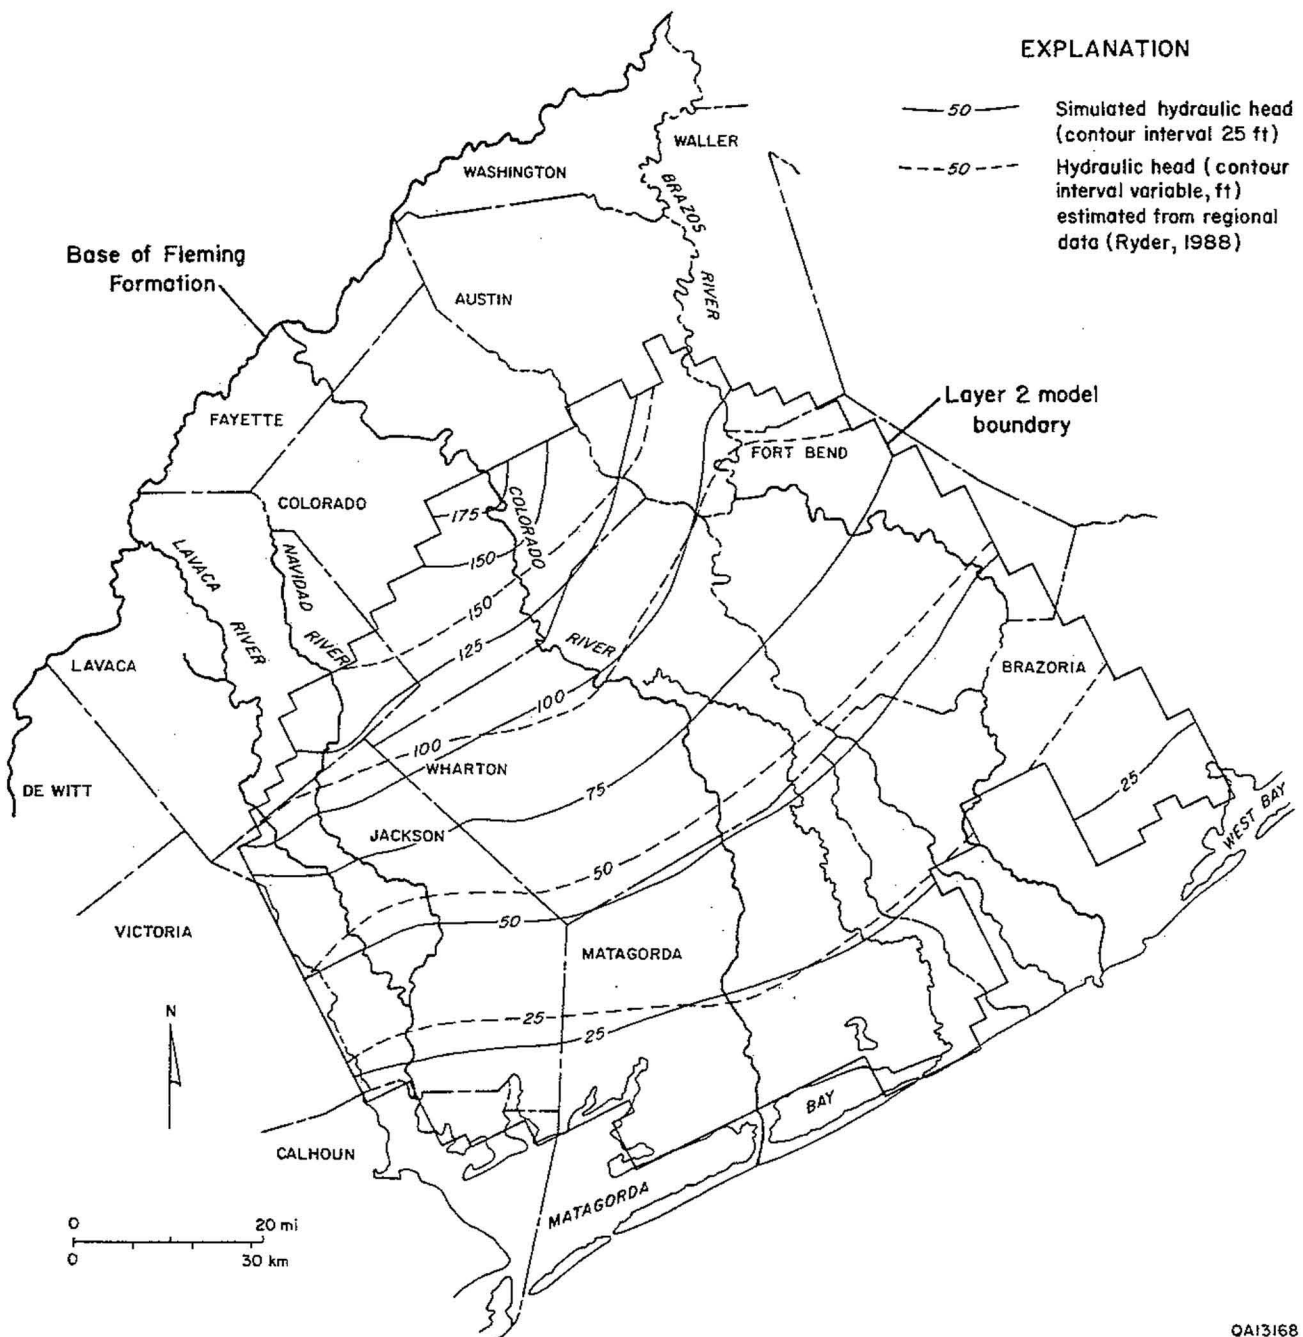 EXPLANATION
50 Simulated hydraulic head
(contour interval 25 ft)
50 Hydraulic head (contour
interval variable, ft)
estimated from regional
data (Ryder, 1988)
WALLER
WASHINGTON
BRAZOS
RIVER
Base of Fleming
Formation
AUSTIN
Layer 2 model
boundary
FAYETTE
FORT BEND
COLORADO
175
COLORADO
RIVER
150
LAVACA
RIVER
NAVIDAD
RIVER
150
125
LAVACA
BRAZORIA
100
100
WHARTON
DE WITT
75
25
JACKSON
WEST BAY
50
50
VICTORIA
MATAGORDA
N
25
25
BAY
CALHOUN
MATAGORDA
0 20 mi
0 30 km
QA13168